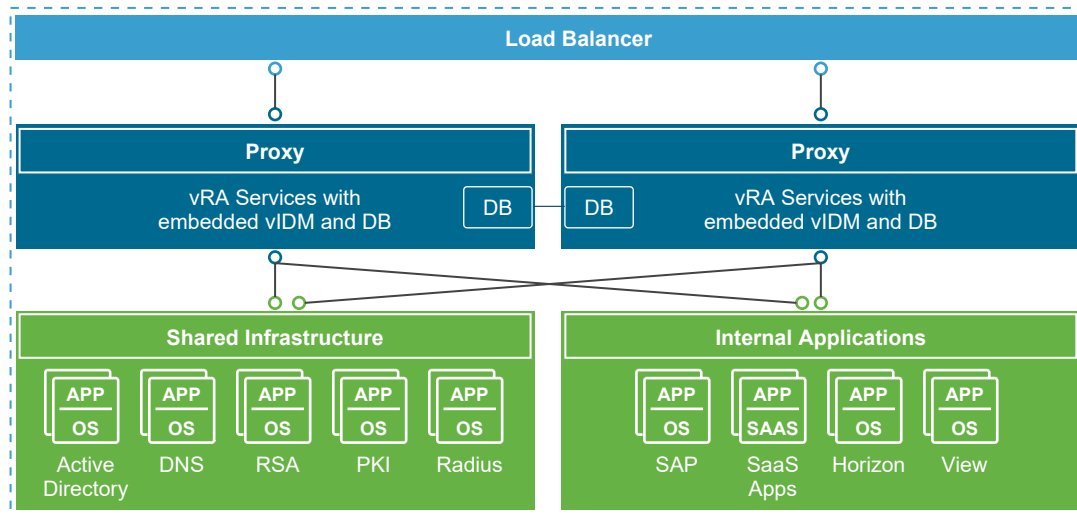 Load Balancer
Proxy
vRA Services with
embedded vIDM and DB
DB
DB
Proxy
vRA Services with
embedded vIDM and DB
Shared Infrastructure
APP
OS
Active
Directory
APP
OS
DNS
APP
OS
RSA
APP
OS
PKI
APP
OS
Radius
Internal Applications
APP
OS
SAP
APP
SAAS
SaaS
Apps
APP
OS
Horizon
APP
OS
View